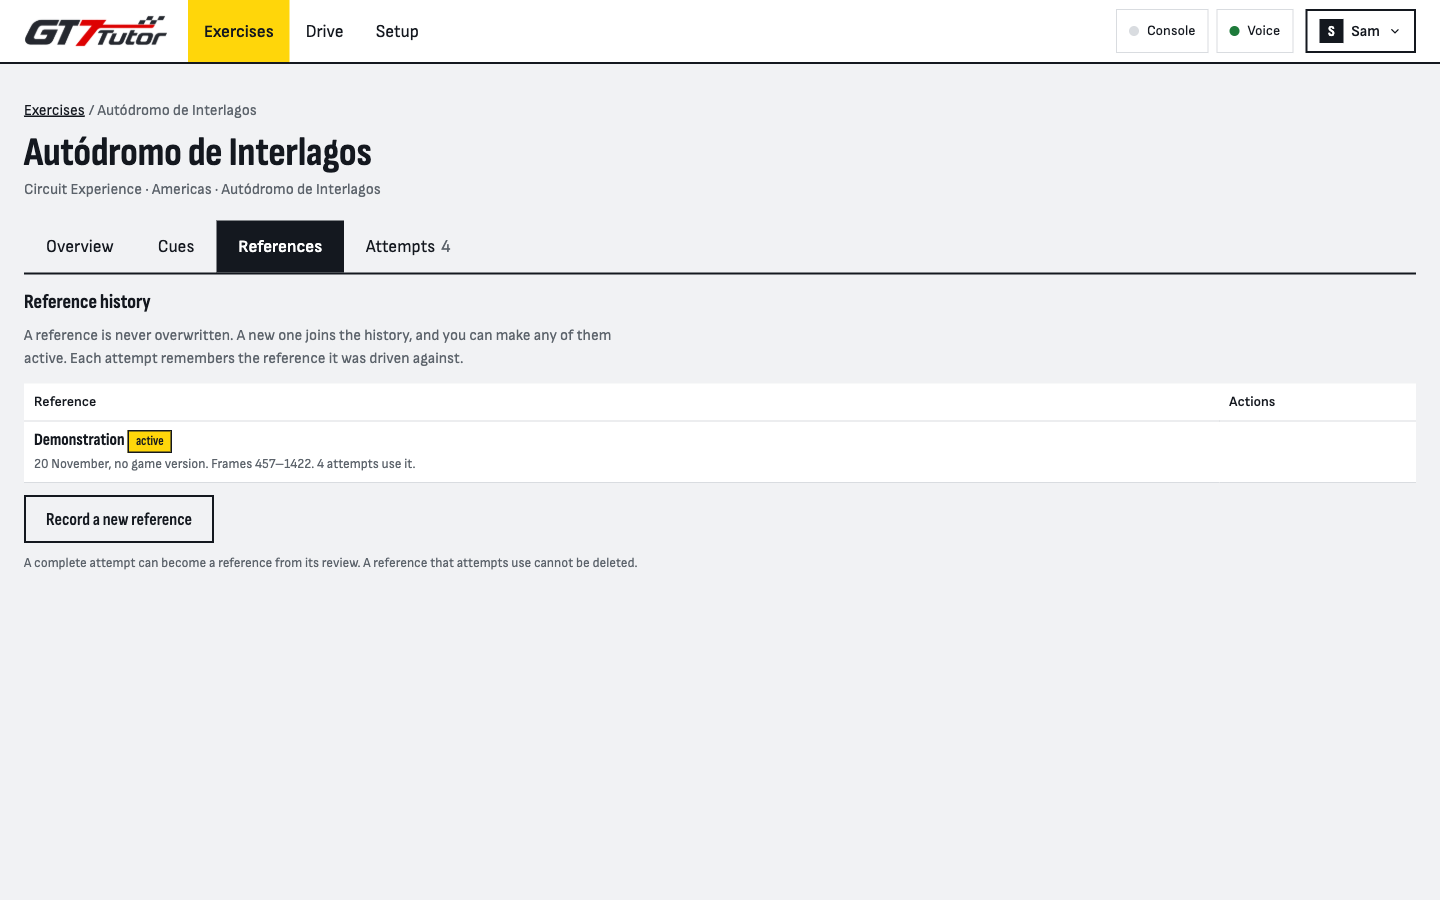 GT7Tutor
Exercises
Drive
Setup
Console
Voice
S
Sam
Exercises / Autódromo de Interlagos
Autódromo de Interlagos
Circuit Experience · Americas · Autódromo de Interlagos
Overview
Cues
References
Attempts 4
Reference history
A reference is never overwritten. A new one joins the history, and you can make any of them
active. Each attempt remembers the reference it was driven against.
Reference
Actions
Demonstration active
20 November, no game version. Frames 457–1422. 4 attempts use it.
Record a new reference
A complete attempt can become a reference from its review. A reference that attempts use cannot be deleted.